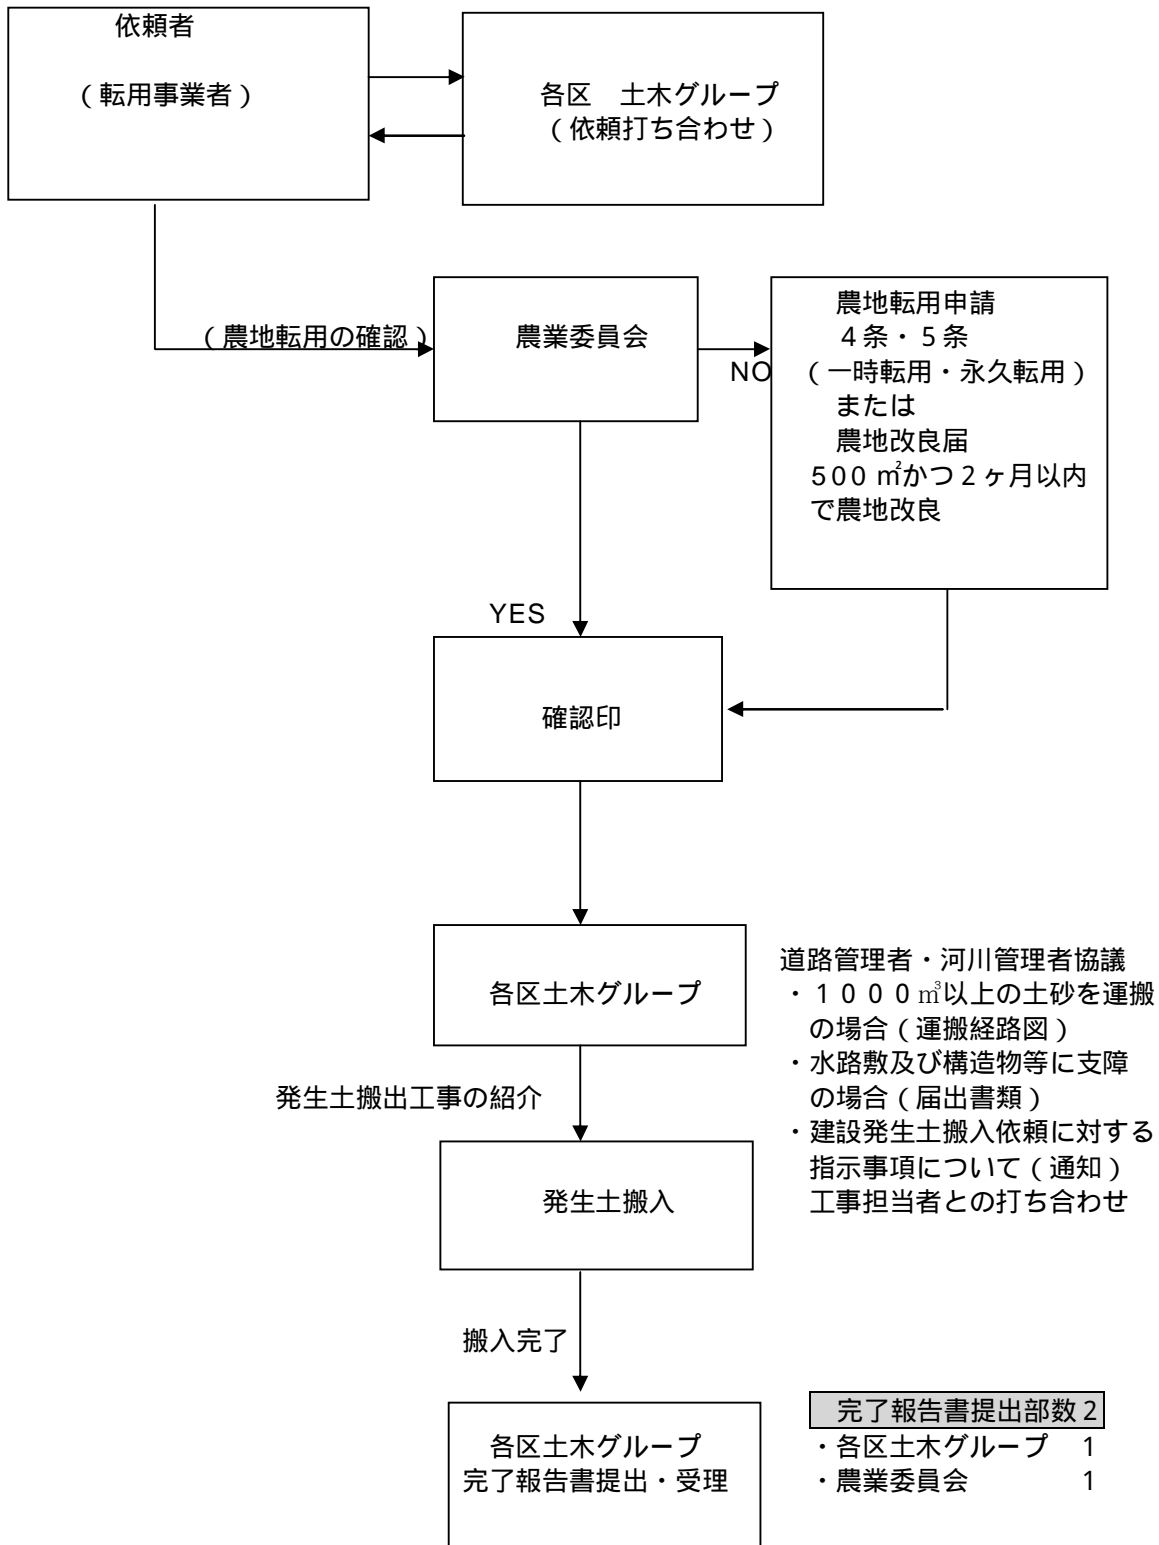 依頼者
（転用事業者）
各区　土木グループ
（依頼打ち合わせ）
（農地転用の確認）
農業委員会
NO
農地転用申請
４条・５条
（一時転用・永久転用）
または
農地改良届
500㎡かつ２ヶ月以内
で農地改良
YES
確認印
各区土木グループ
道路管理者・河川管理者協議
・１０００㎥以上の土砂を運搬
の場合（運搬経路図）
・水路敷及び構造物等に支障
の場合（届出書類）
・建設発生土搬入依頼に対する
指示事項について（通知）
工事担当者との打ち合わせ
発生土搬出工事の紹介
発生土搬入
搬入完了
各区土木グループ
完了報告書提出・受理
完了報告書提出部数２
・各区土木グループ　１
・農業委員会　１